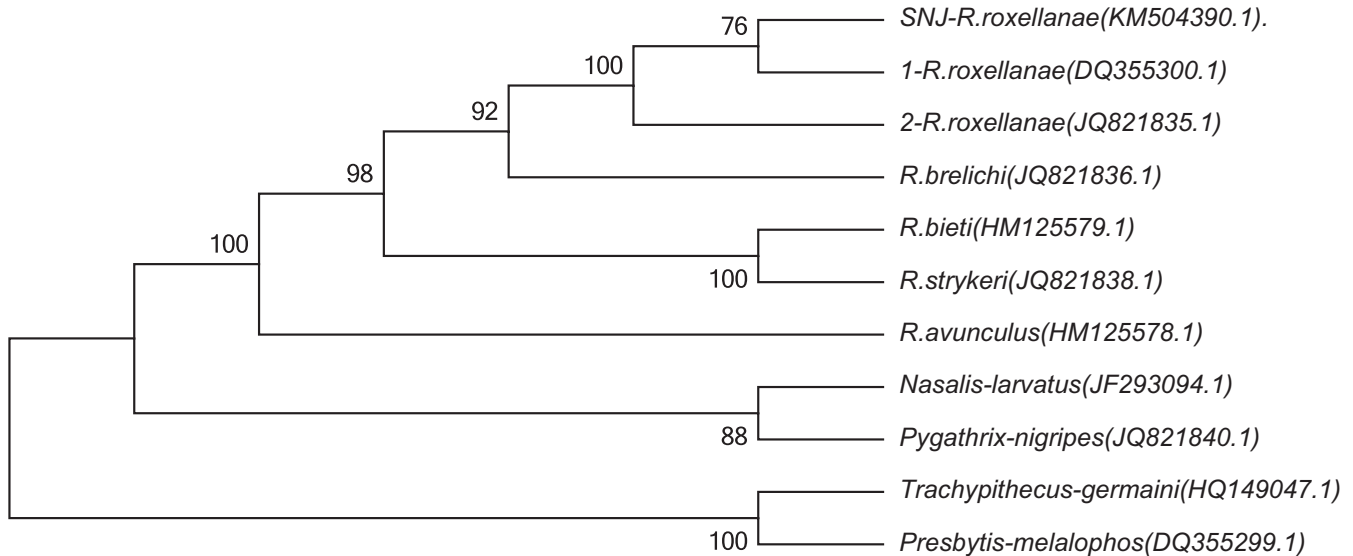 SNJ-R.roxellanae(KM504390.1).
76
1-R.roxellanae(DQ355300.1)
100
92
2-R.roxellanae(JQ821835.1)
98
R.brelichi(JQ821836.1)
100
R.bieti(HM125579.1)
100
R.strykeri(JQ821838.1)
R.avunculus(HM125578.1)
Nasalis-larvatus(JF293094.1)
88
Pygathrix-nigripes(JQ821840.1)
Trachypithecus-germaini(HQ149047.1)
100
Presbytis-melalophos(DQ355299.1)